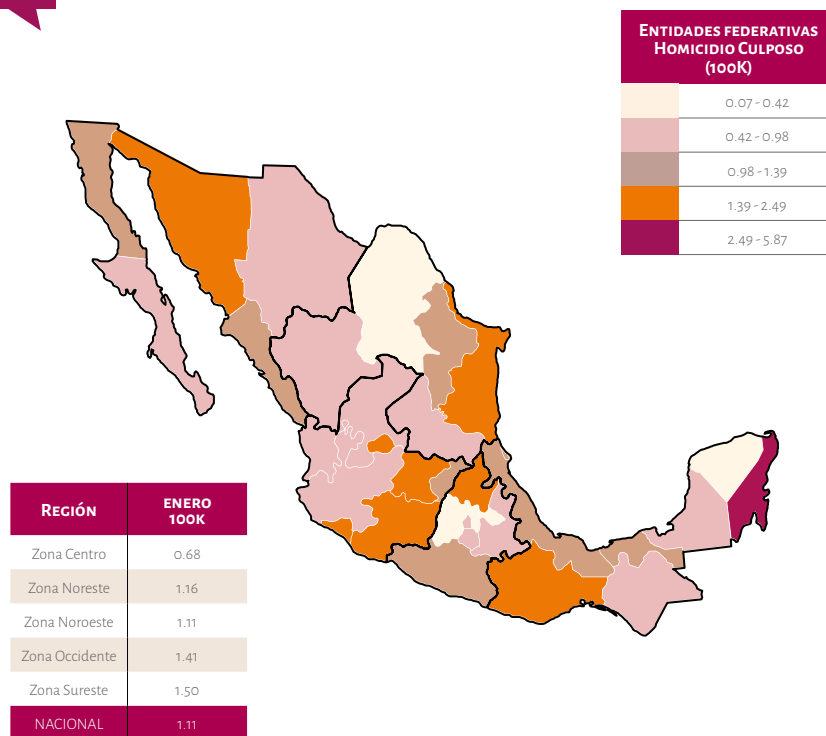 Entidades federativas
Homicidio Culposo
(100K)
0.07 - 0.42
0.42 - 0.98
0.98 - 1.39
1.39 - 2.49
2.49 - 5.87
Región enero 100k
Zona Centro 0.68
Zona Noreste 1.16
Zona Noroeste 1.11
Zona Occidente 1.41
Zona Sureste 1.50
NACIONAL 1.11